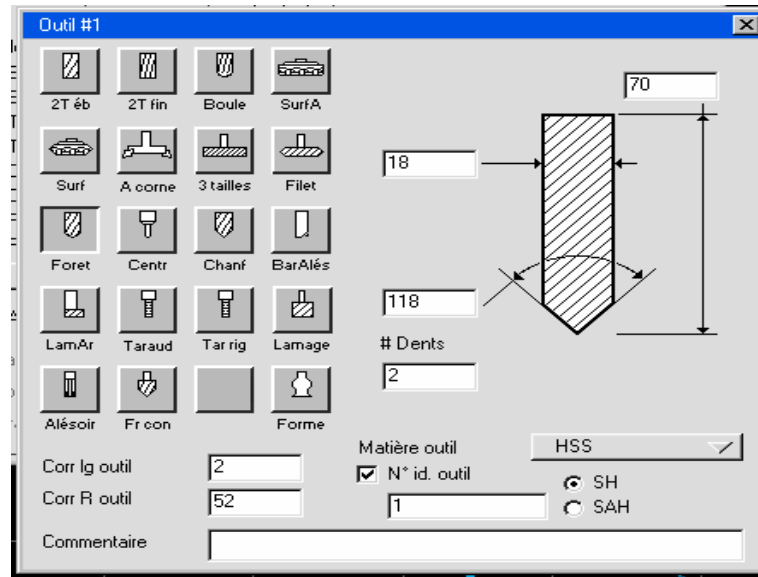 Outil #1
2T éb 2T fin Boule SurfA
70
Surf A corne 3 tailles Filet
18
Foret Centr Chanf BarAlés
118
LamAr Taraud Tar rig Lamage
# Dents
2
Alésoir Fr con Forme
Matière outil HSS
Corr lg outil 2
N° id. outil
SH
Corr R outil 52
1
SAH
Commentaire